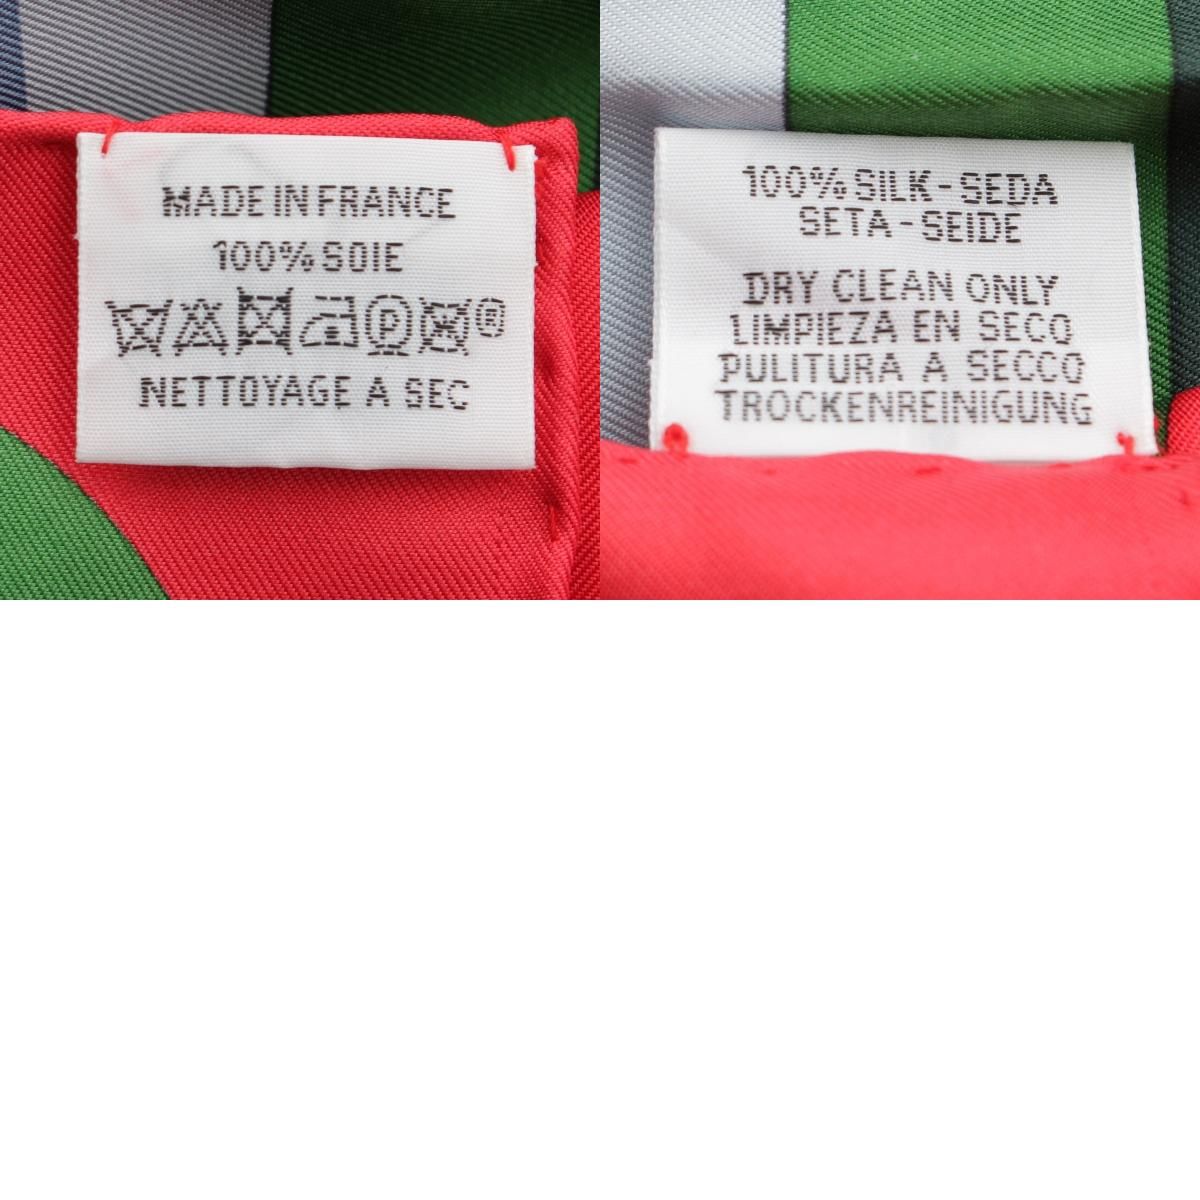 MADE IN FRANCE
100% SOIE
P ®
NETTOYAGE A SEC
100% SILK-SEDA
SETA-SEIDE
DRY CLEAN ONLY
LIMPIEZA EN SECO
PULITURA A SECCO
TROCKENREINIGUNG